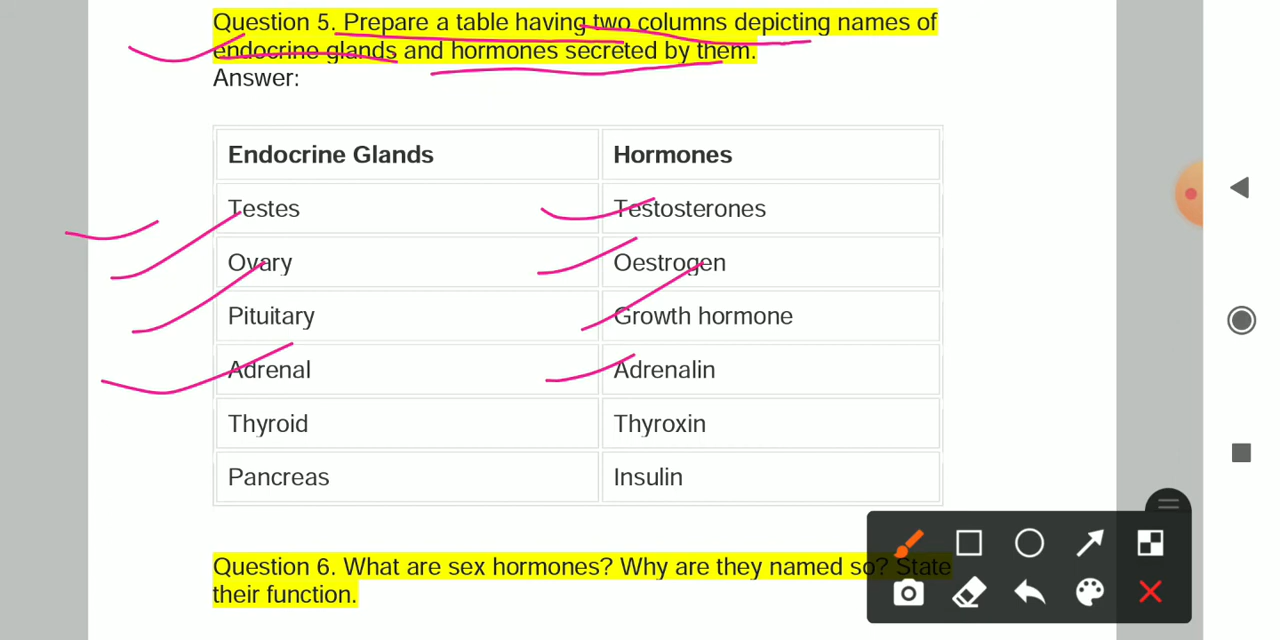 Question 5. Prepare a table having two columns depicting names of
endocrine glands and hormones secreted by them.
Answer:
Endocrine Glands Hormones
Testes Testosterones
Ovary Oestrogen
Pituitary Growth hormone
Adrenal Adrenalin
Thyroid Thyroxin
Pancreas Insulin
Question 6. What are sex hormones? Why are they named so? State
their function.